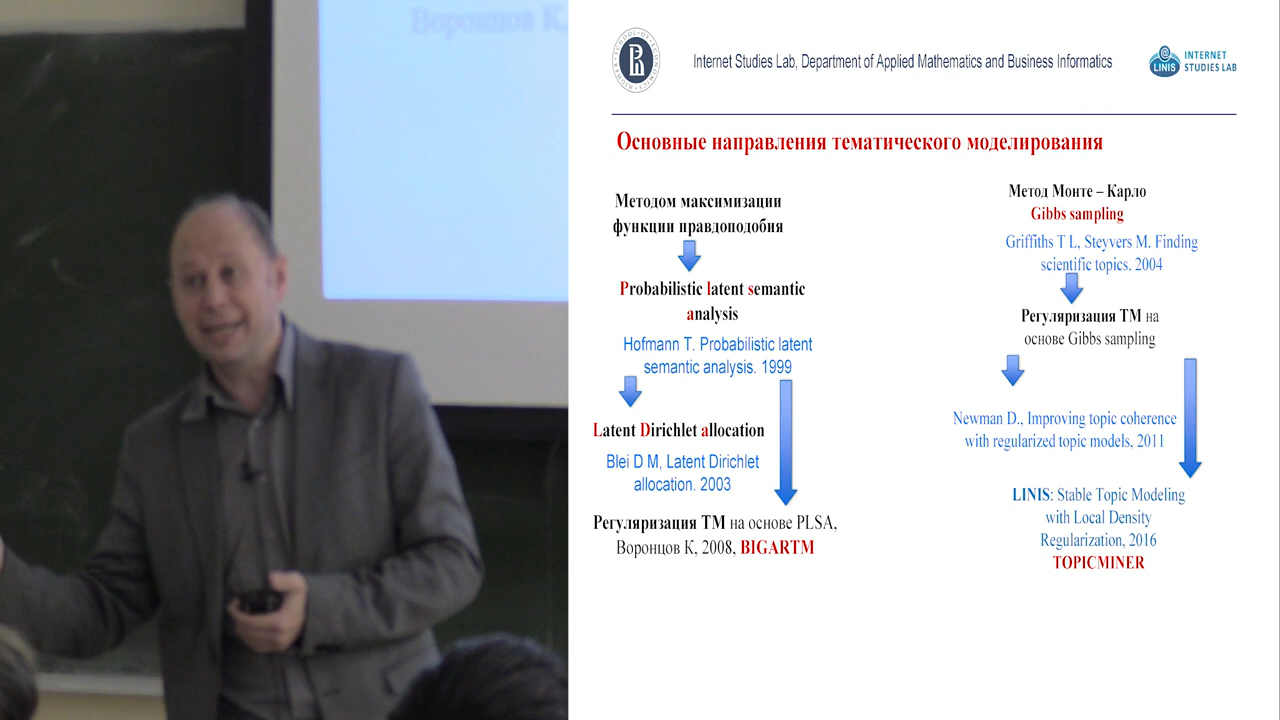 Воронцов К,
Internet Studies Lab, Department of Applied Mathematics and Business Informatics
LINIS
INTERNET
STUDIES LAB
Основные направления тематического моделирования
Методом максимизации
функции правдоподобия
Probabilistic latent semantic
analysis
Hofmann T. Probabilistic latent
semantic analysis. 1999
Latent Dirichlet allocation
Blei D M, Latent Dirichlet
allocation. 2003
Регуляризация ТМ на основе PLSA,
Воронцов К, 2008, BIGARTM
Метод Монте – Карло
Gibbs sampling
Griffiths T L, Steyvers M. Finding
scientific topics. 2004
Регуляризация ТМ на
основе Gibbs sampling
Newman D., Improving topic coherence
with regularized topic models, 2011
LINIS: Stable Topic Modeling
with Local Density
Regularization, 2016
TOPICMINER